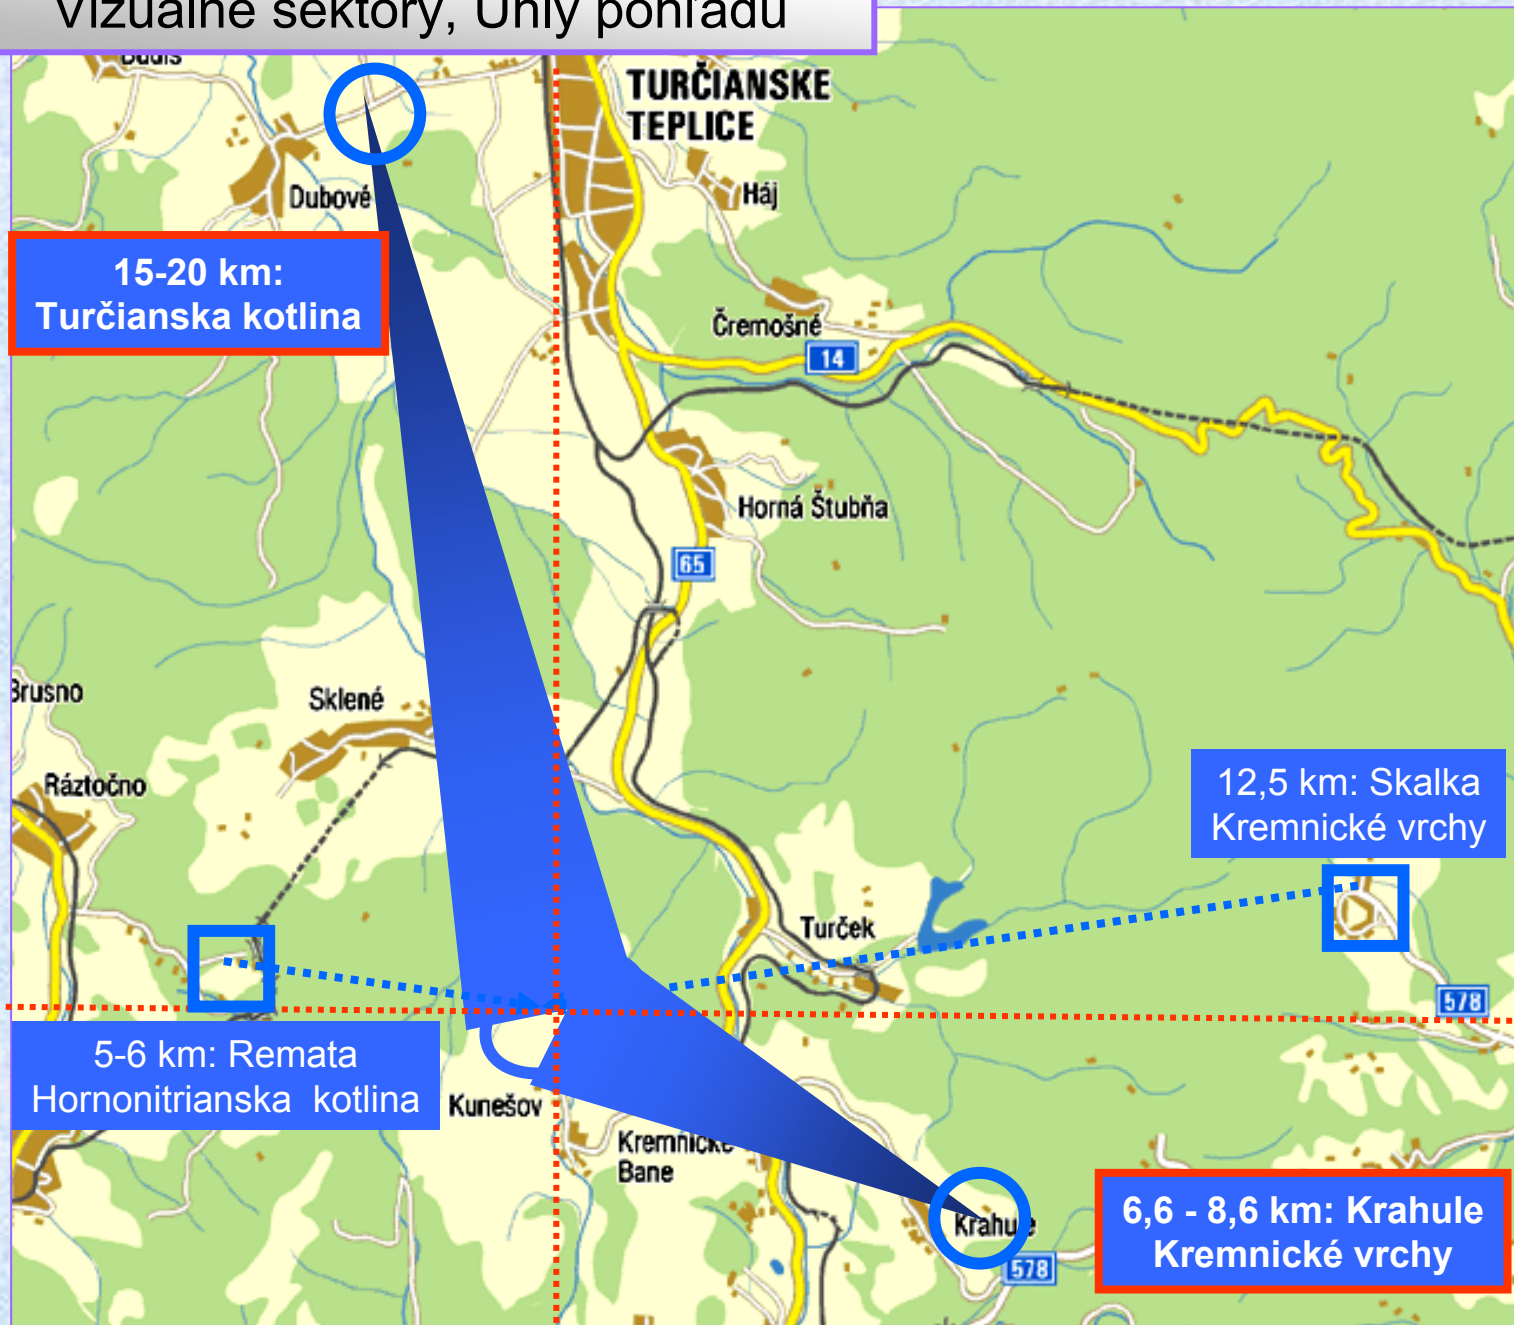 Vizuálne sektory, Uhly pohľadu
TURČIANSKE
TEPLICE
Dubové
Háj
15-20 km:
Turčianska kotlina
Čremošné
14
Horná Štubňa
65
Brusno
Sklené
Ráztočno
12,5 km: Skalka
Kremnické vrchy
Turček
578
5-6 km: Remata
Hornonitrianska kotlina
Kunešov
Kremnické
Bane
6,6 - 8,6 km: Krahule
Kremnické vrchy
Krahule
578